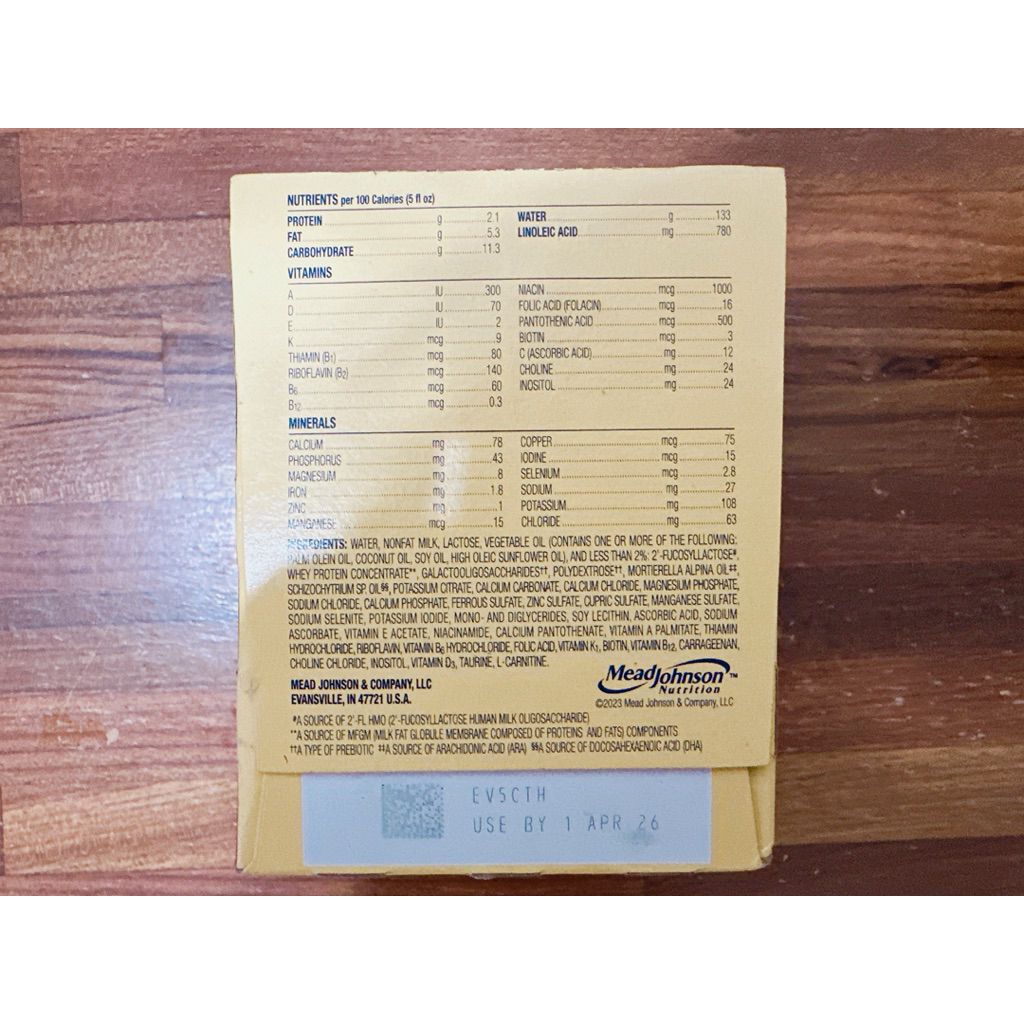 NUTRIENTS per 100 Calories (5 fl oz)
PROTEIN g 2.1 WATER g 133
FAT g 5.3 LINOLEIC ACID mg 780
CARBOHYDRATE g 11.3
VITAMINS
A IU 300 NIACIN mcg 1000
D IU 70 FOLIC ACID (FOLACIN) mcg 16
E IU 2 PANTOTHENIC ACID mcg 500
K mcg 9 BIOTIN mcg 3
THIAMIN (B1) mcg 80 C (ASCORBIC ACID) mg 12
RIBOFLAVIN (B2) mcg 140 CHOLINE mg 24
B6 mcg 60 INOSITOL mg 24
B12 mcg 0.3
MINERALS
CALCIUM mg 78 COPPER mcg 75
PHOSPHORUS mg 43 IODINE mcg 15
MAGNESIUM mg 8 SELENIUM mcg 2.8
IRON mg 1.8 SODIUM mg 27
ZINC mg 1 POTASSIUM mg 108
MANGANESE mcg 15 CHLORIDE mg 63
INGREDIENTS: WATER, NONFAT MILK, LACTOSE, VEGETABLE OIL (CONTAINS ONE OR MORE OF THE FOLLOWING:
PALM OLEIN OIL, COCONUT OIL, SOY OIL, HIGH OLEIC SUNFLOWER OIL), AND LESS THAN 2%: 2'-FUCOSYLLACTOSE#,
WHEY PROTEIN CONCENTRATE**, GALACTOOLIGOSACCHARIDES††, POLYDEXTROSE††, MORTIERELLA ALPINA OIL‡‡,
SCHIZOCHYTRIUM SP. OIL§§, POTASSIUM CITRATE, CALCIUM CARBONATE, CALCIUM CHLORIDE, MAGNESIUM PHOSPHATE,
SODIUM CHLORIDE, CALCIUM PHOSPHATE, FERROUS SULFATE, ZINC SULFATE, CUPRIC SULFATE, MANGANESE SULFATE,
SODIUM SELENITE, POTASSIUM IODIDE, MONO- AND DIGLYCERIDES, SOY LECITHIN, ASCORBIC ACID, SODIUM
ASCORBATE, VITAMIN E ACETATE, NIACINAMIDE, CALCIUM PANTOTHENATE, VITAMIN A PALMITATE, THIAMIN
HYDROCHLORIDE, RIBOFLAVIN, VITAMIN B6 HYDROCHLORIDE, FOLIC ACID, VITAMIN K1, BIOTIN, VITAMIN B12, CARRAGEENAN,
CHOLINE CHLORIDE, INOSITOL, VITAMIN D3, TAURINE, L-CARNITINE.
MEAD JOHNSON & COMPANY, LLC
EVANSVILLE, IN 47721 U.S.A.
MeadJohnson™
Nutrition
©2023 Mead Johnson & Company, LLC
#A SOURCE OF 2'-FL HMO (2'-FUCOSYLLACTOSE HUMAN MILK OLIGOSACCHARIDE)
**A SOURCE OF MFGM (MILK FAT GLOBULE MEMBRANE COMPOSED OF PROTEINS AND FATS) COMPONENTS
††A TYPE OF PREBIOTIC ‡‡A SOURCE OF ARACHIDONIC ACID (ARA) §§A SOURCE OF DOCOSAHEXAENOIC ACID (DHA)
EV5CTH
USE BY 1 APR 26